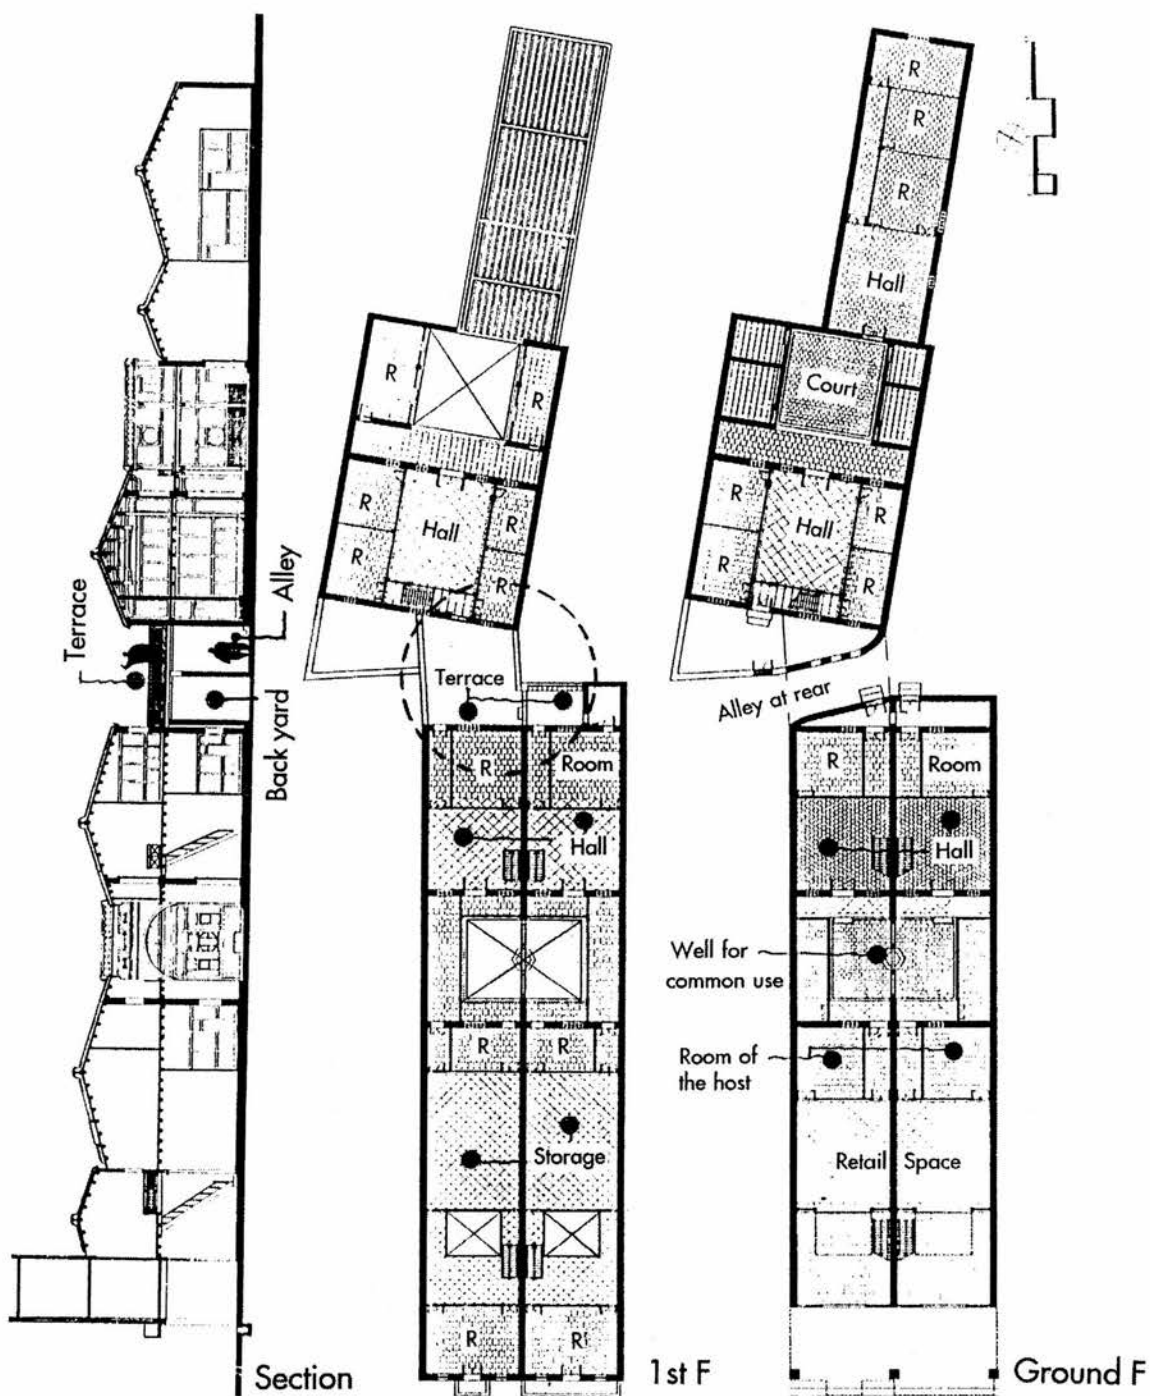 Terrace
Alley
Back yard
Section
R
R
R
Hall
R
R
R
Terrace
R
Room
Hall
R
R
Storage
R
R
1st F
R
R
R
Hall
Court
R
Hall
R
R
R
Alley at rear
R
Room
Hall
Well for
common use
Room of
the host
Retail Space
Ground F